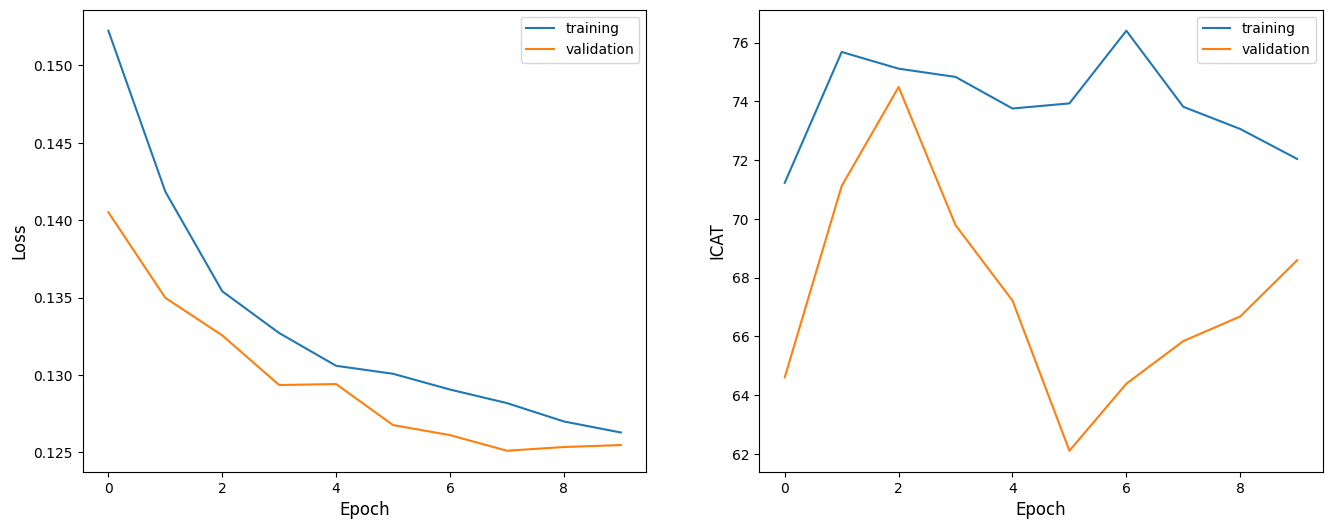 training
validation
0.150
0.145
0.140
0.135
0.130
0.125
Loss
0 2 4 6 8
Epoch
training
validation
76
74
72
70
68
66
64
62
ICAT
0 2 4 6 8
Epoch